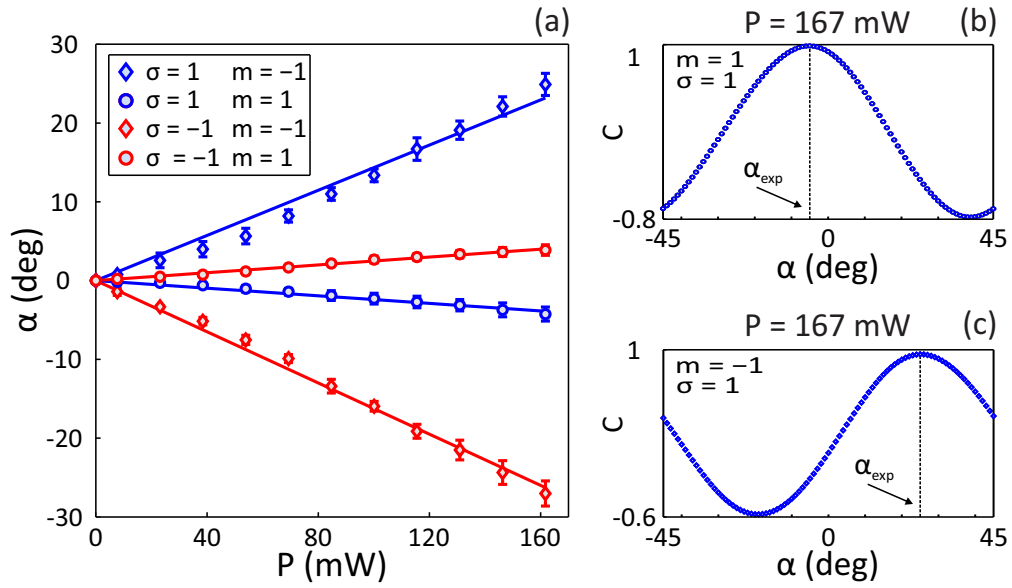 (a)
30
20
10
0
-10
-20
-30
α (deg)
σ = 1 m = −1
σ = 1 m = 1
σ = −1 m = −1
σ = −1 m = 1
0 40 80 120 160
P (mW)
P = 167 mW (b)
1
m = 1
σ = 1
C
αexp
-0.8
-45 0 45
α (deg)
P = 167 mW (c)
1
m = −1
σ = 1
C
αexp
-0.6
-45 0 45
α (deg)